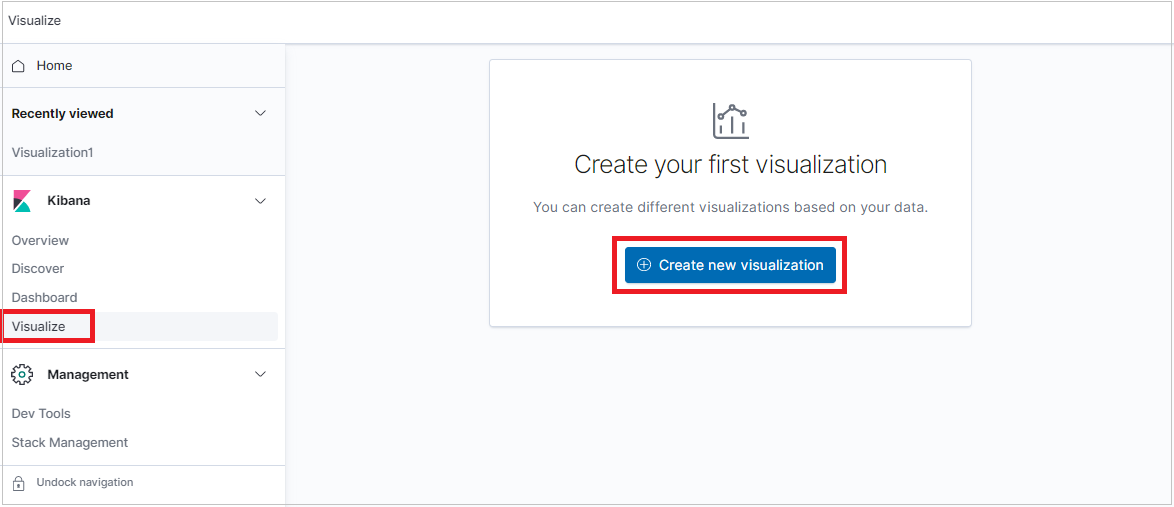 Visualize
Home
Recently viewed
Visualization1
Kibana
Overview
Discover
Dashboard
Visualize
Management
Dev Tools
Stack Management
Undock navigation
Create your first visualization
You can create different visualizations based on your data.
Create new visualization